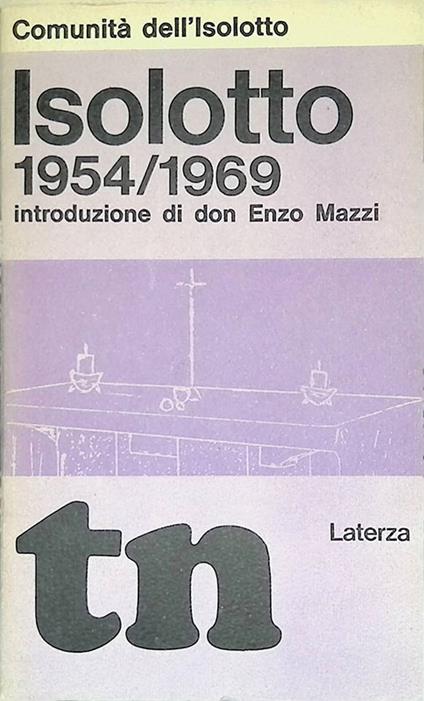 Comunità dell'Isolotto
Isolotto
1954/1969
introduzione di don Enzo Mazzi
tn
Laterza